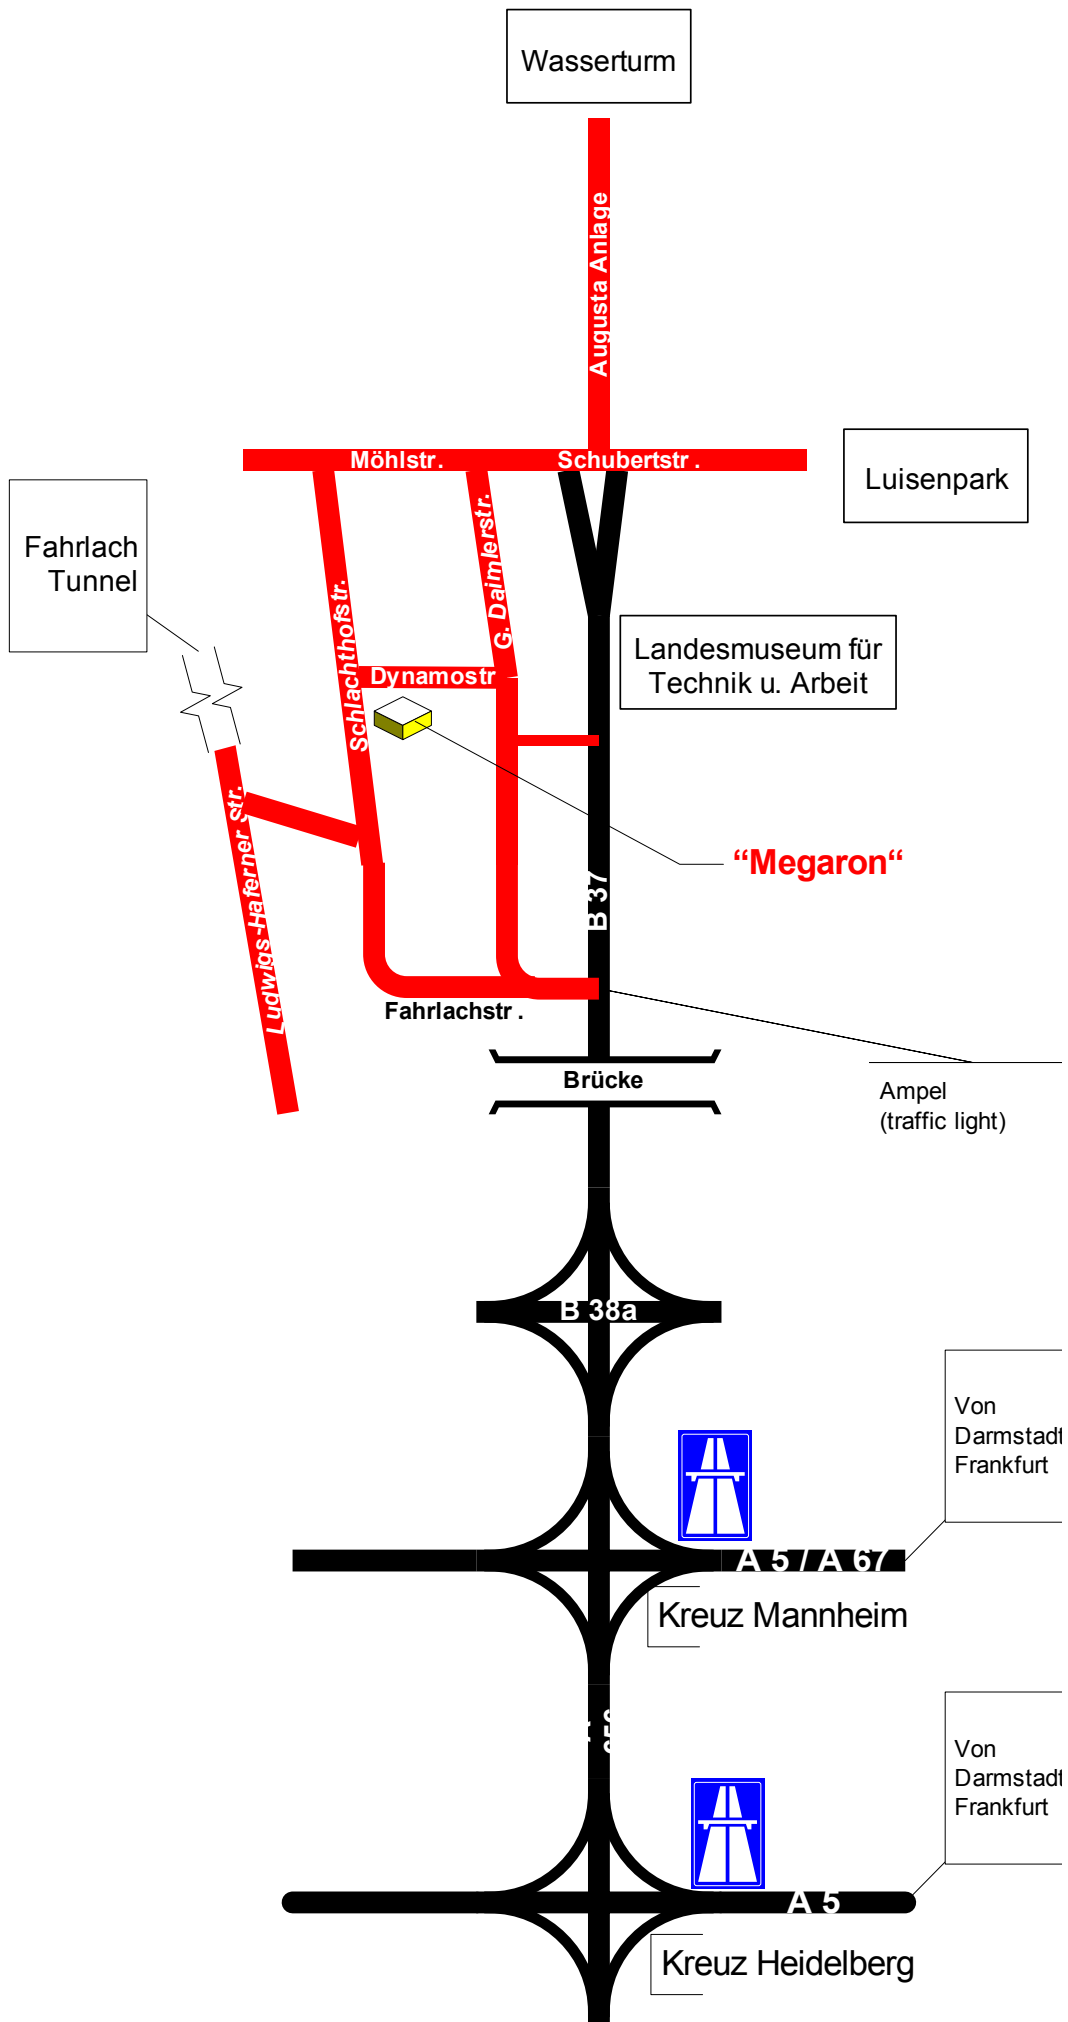 Wasserturm
Augusta Anlage
Möhlstr.
Schubertstr.
Luisenpark
Fahrlach
Tunnel
G. Daimlerstr.
Schlachthofstr.
Landesmuseum für
Technik u. Arbeit
Dynamostr
Ludwigs-Haferner Str.
"Megaron"
B 37
Fahrlachstr.
Brücke
Ampel
(traffic light)
B 38a
Von
Darmstadt
Frankfurt
A 5 / A 67
Kreuz Mannheim
Von
Darmstadt
Frankfurt
A 5
Kreuz Heidelberg